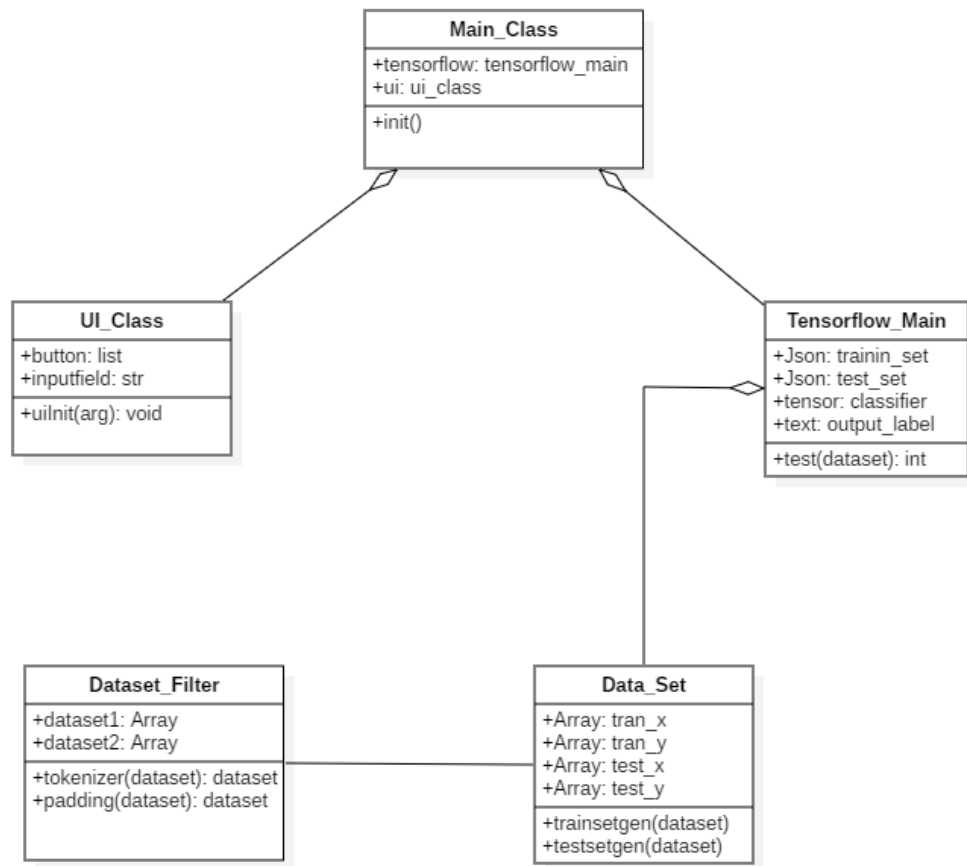 Main_Class
+tensorflow: tensorflow_main
+ui: ui_class
+init()
UI_Class
+button: list
+inputfield: str
+uiInit(arg): void
Tensorflow_Main
+Json: trainin_set
+Json: test_set
+tensor: classifier
+text: output_label
+test(dataset): int
Dataset_Filter
+dataset1: Array
+dataset2: Array
+tokenizer(dataset): dataset
+padding(dataset): dataset
Data_Set
+Array: tran_x
+Array: tran_y
+Array: test_x
+Array: test_y
+trainsetgen(dataset)
+testsetgen(dataset)